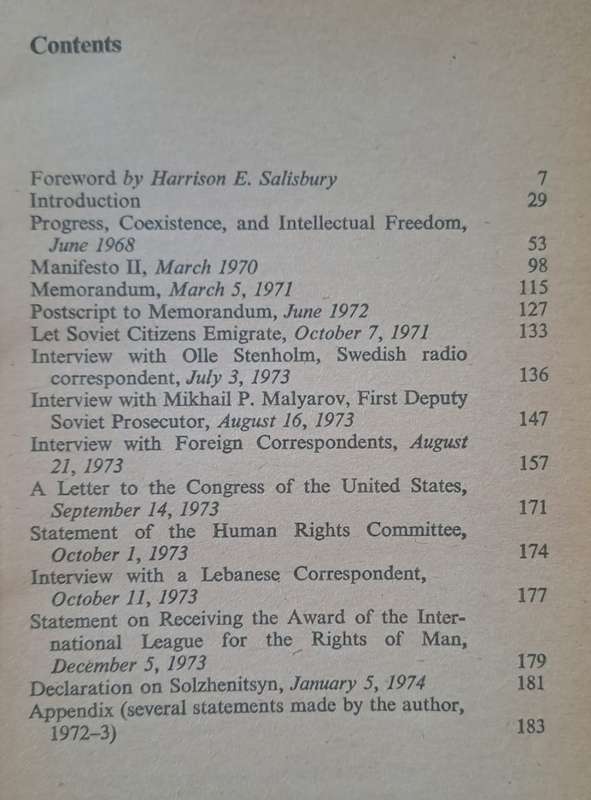 Contents
Foreword by Harrison E. Salisbury 7
Introduction 29
Progress, Coexistence, and Intellectual Freedom,
June 1968 53
Manifesto II, March 1970 98
Memorandum, March 5, 1971 115
Postscript to Memorandum, June 1972 127
Let Soviet Citizens Emigrate, October 7, 1971 133
Interview with Olle Stenholm, Swedish radio
correspondent, July 3, 1973 136
Interview with Mikhail P. Malyarov, First Deputy
Soviet Prosecutor, August 16, 1973 147
Interview with Foreign Correspondents, August
21, 1973 157
A Letter to the Congress of the United States,
September 14, 1973 171
Statement of the Human Rights Committee,
October 1, 1973 174
Interview with a Lebanese Correspondent,
October 11, 1973 177
Statement on Receiving the Award of the Inter-
national League for the Rights of Man,
December 5, 1973 179
Declaration on Solzhenitsyn, January 5, 1974 181
Appendix (several statements made by the author,
1972–3) 183